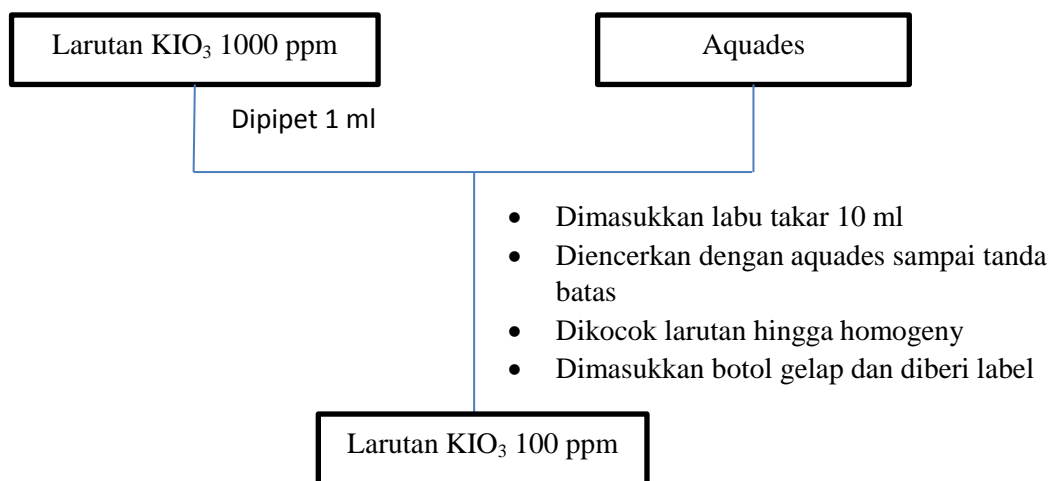 Larutan KIO₃ 1000 ppm
Aquades
Dipipet 1 ml
• Dimasukkan labu takar 10 ml
• Diencerkan dengan aquades sampai tanda
batas
• Dikocok larutan hingga homogeny
• Dimasukkan botol gelap dan diberi label
Larutan KIO₃ 100 ppm